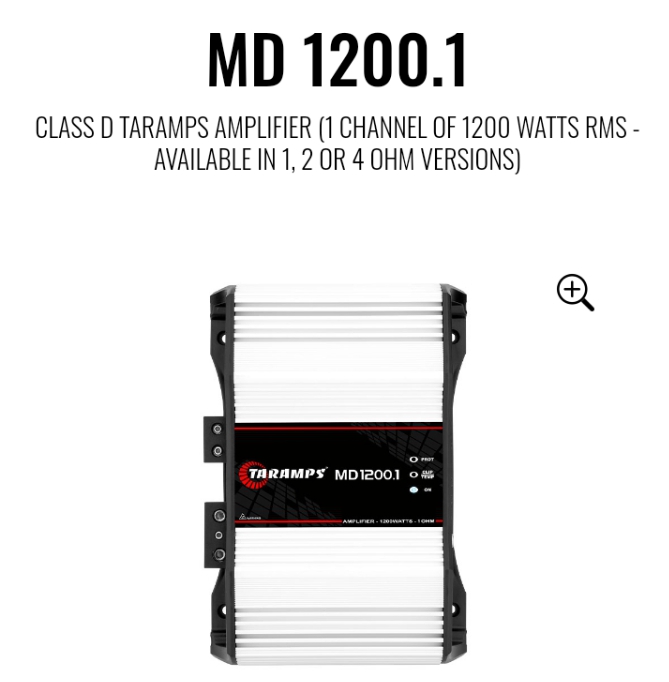 MD 1200.1
CLASS D TARAMPS AMPLIFIER (1 CHANNEL OF 1200 WATTS RMS -
AVAILABLE IN 1, 2 OR 4 OHM VERSIONS)
PROT
TARAMPS MD1200.1
CLIP
TEMP
ON
AMPLIFIER - 1200WATTS - 1 OHM